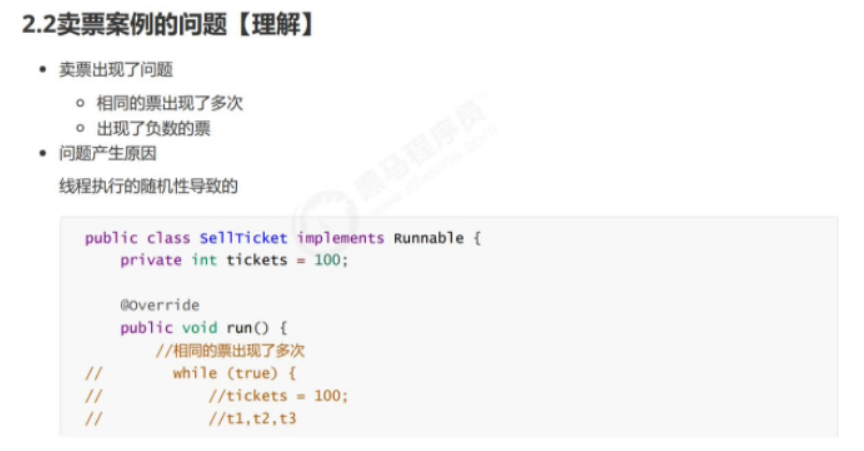 2.2卖票案例的问题【理解】
• 卖票出现了问题
○ 相同的票出现了多次
○ 出现了负数的票
• 问题产生原因
线程执行的随机性导致的
public class SellTicket implements Runnable {
    private int tickets = 100;
    @Override
    public void run() {
        //相同的票出现了多次
//        while (true) {
//            //tickets = 100;
//            //t1,t2,t3
黑马程序员